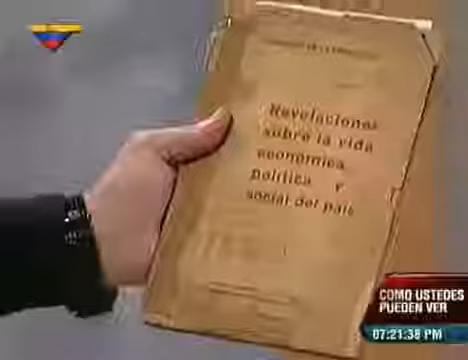 Revelaciones
sobre la vida
económica
política y
social del país
COMO USTEDES
PUEDEN VER
07:21:38 PM